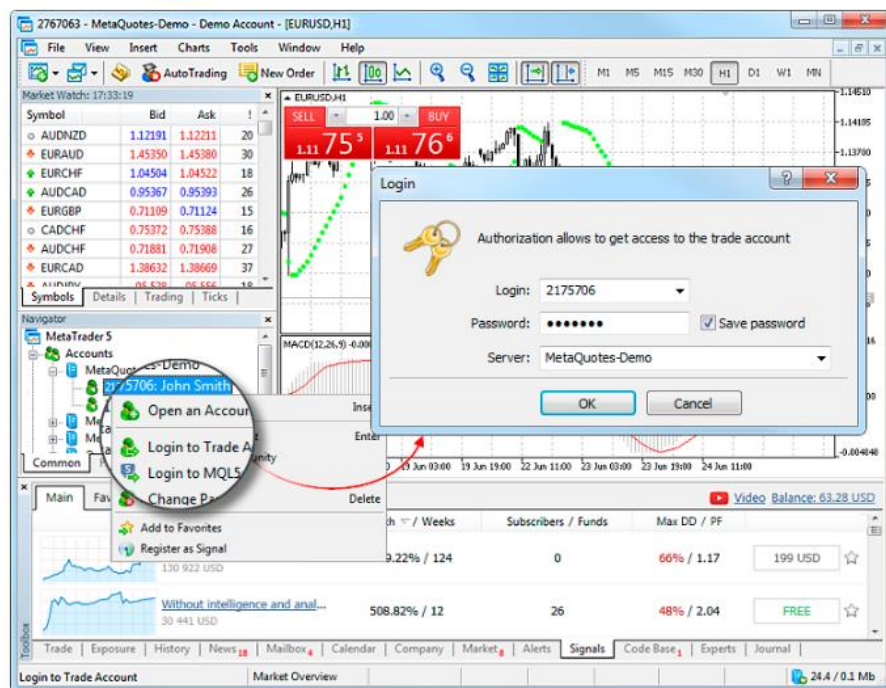 2767063 - MetaQuotes-Demo - Demo Account - [EURUSD,H1]
File View Insert Charts Tools Window Help
AutoTrading New Order M1 M5 M15 M30 H1 D1 W1 MN
Market Watch: 17:33:19
Symbol Bid Ask !
AUDNZD 1.12191 1.12211 20
EURAUD 1.45350 1.45380 30
EURCHF 1.04504 1.04522 18
AUDCAD 0.95367 0.95393 26
EURGBP 0.71109 0.71124 15
CADCHF 0.75372 0.75388 16
AUDCHF 0.71881 0.71908 27
EURCAD 1.38632 1.38669 37
Symbols Details Trading Ticks
EURUSD,H1
SELL 1.00 BUY
1.11 75 5 1.11 76 6
1.14510
1.14105
1.13700
Login
Authorization allows to get access to the trade account
Login: 2175706
Password: ●●●●●●● Save password
Server: MetaQuotes-Demo
OK Cancel
MACD(12,26,9)
-0.004840
19 Jun 03:00 19 Jun 19:00 22 Jun 11:00 23 Jun 03:00 23 Jun 19:00 24 Jun 11:00
Navigator
MetaTrader 5
Accounts
MetaQuotes-Demo
2175706: John Smith
Open an Accoun
Login to Trade A Enter
Login to MQL5 unity
Change Pa Delete
Add to Favorites
Register as Signal
Common
Main Fav Video Balance: 63.28 USD
/ Weeks Subscribers / Funds Max DD / PF
9.22% / 124 0 66% / 1.17 199 USD
130 922 USD
Without intelligence and anal... 508.82% / 12 26 48% / 2.04 FREE
30 441 USD
Toolbox
Trade Exposure History News 18 Mailbox 4 Calendar Company Market 8 Alerts Signals Code Base 1 Experts Journal
Login to Trade Account Market Overview 24.4 / 0.1 Mb